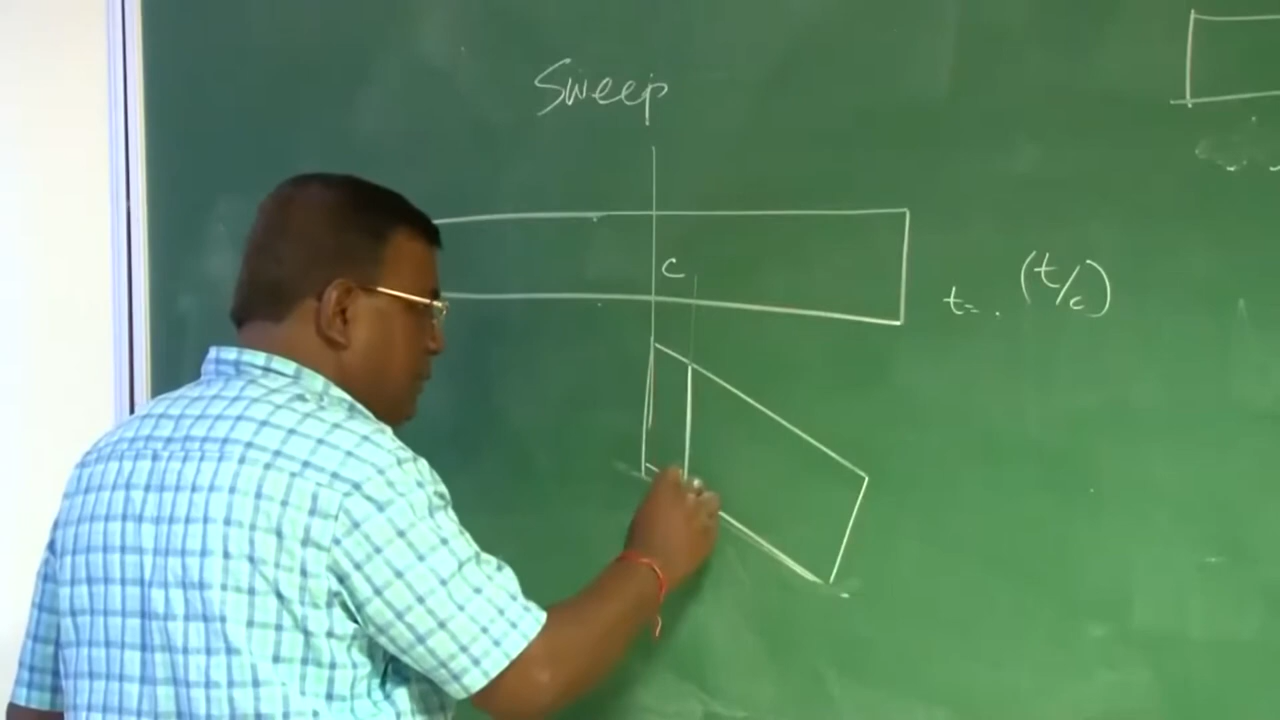 Sweep
c
t= . (t/c)